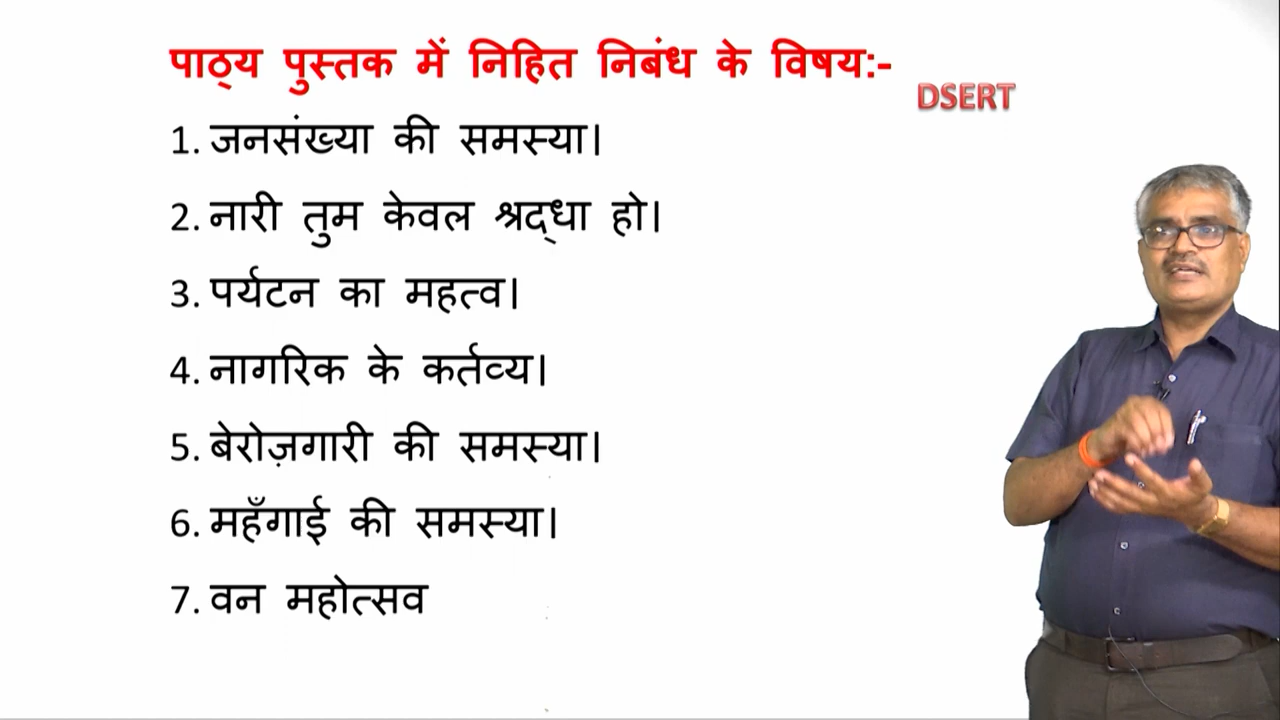 पाठ्य पुस्तक में निहित निबंध के विषय:-
DSERT
1. जनसंख्या की समस्या।
2. नारी तुम केवल श्रद्धा हो।
3. पर्यटन का महत्व।
4. नागरिक के कर्तव्य।
5. बेरोज़गारी की समस्या।
6. महँगाई की समस्या।
7. वन महोत्सव